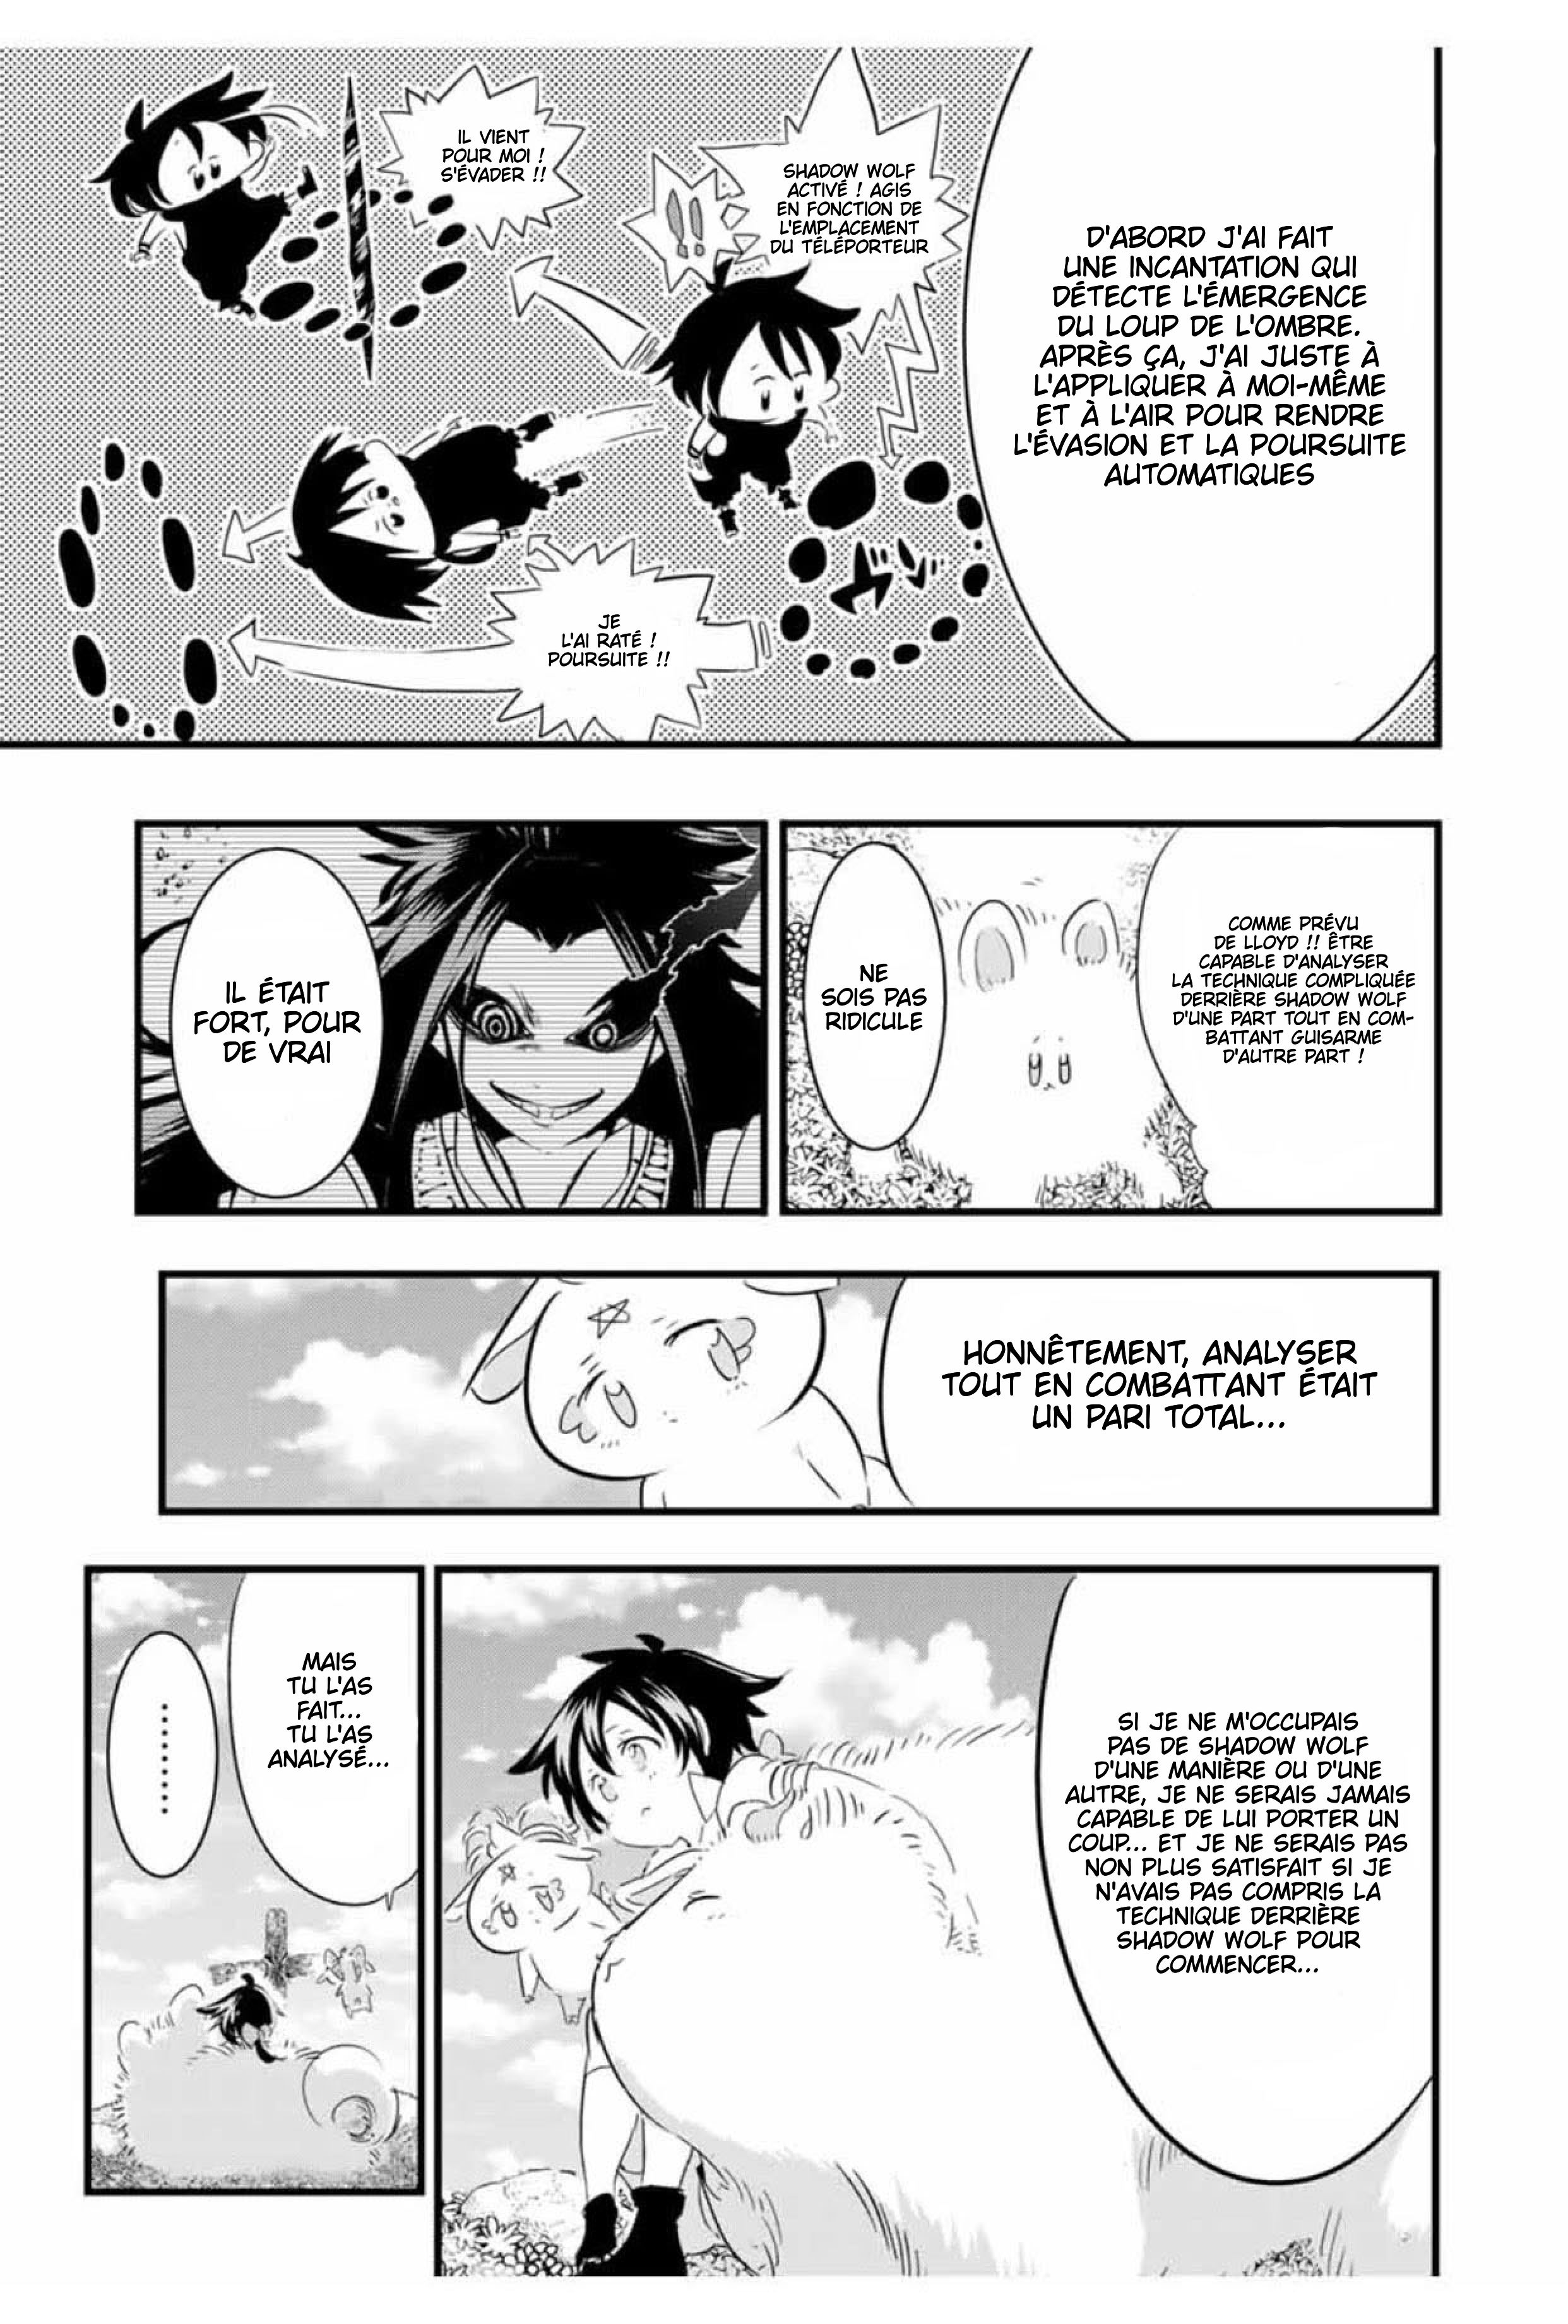 D'ABORD J'AI FAIT
UNE INCANTATION QUI
DÉTECTE L'ÉMERGENCE
DU LOUP DE L'OMBRE.
APRÈS ÇA, J'AI JUSTE À
L'APPLIQUER À MOI-MÊME
ET À L'AIR POUR RENDRE
L'ÉVASION ET LA POURSUITE
AUTOMATIQUES
SHADOW WOLF
ACTIVÉ ! AGIS
EN FONCTION DE
L'EMPLACEMENT
DU TÉLÉPORTEUR
!!
IL VIENT
POUR MOI !
S'ÉVADER !!
JE
L'AI RATÉ !
POURSUITE !!
COMME PRÉVU
DE LLOYD !! ÊTRE
CAPABLE D'ANALYSER
LA TECHNIQUE COMPLIQUÉE
DERRIÈRE SHADOW WOLF
D'UNE PART TOUT EN COM-
BATTANT GUISARME
D'AUTRE PART !
NE
SOIS PAS
RIDICULE
IL ÉTAIT
FORT, POUR
DE VRAI
HONNÊTEMENT, ANALYSER
TOUT EN COMBATTANT ÉTAIT
UN PARI TOTAL...
SI JE NE M'OCCUPAIS
PAS DE SHADOW WOLF
D'UNE MANIÈRE OU D'UNE
AUTRE, JE NE SERAIS JAMAIS
CAPABLE DE LUI PORTER UN
COUP... ET JE NE SERAIS PAS
NON PLUS SATISFAIT SI JE
N'AVAIS PAS COMPRIS LA
TECHNIQUE DERRIÈRE
SHADOW WOLF POUR
COMMENCER...
MAIS
TU L'AS
FAIT...
TU L'AS
ANALYSÉ...
.........